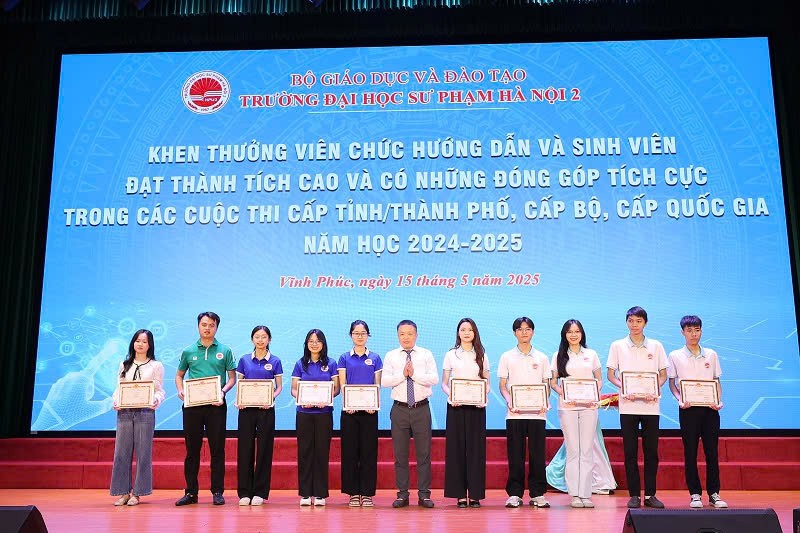 BỘ GIÁO DỤC VÀ ĐÀO TẠO
TRƯỜNG ĐẠI HỌC SƯ PHẠM HÀ NỘI 2
KHEN THƯỞNG VIÊN CHỨC HƯỚNG DẪN VÀ SINH VIÊN
ĐẠT THÀNH TÍCH CAO VÀ CÓ NHỮNG ĐÓNG GÓP TÍCH CỰC
TRONG CÁC CUỘC THI CẤP TỈNH/THÀNH PHỐ, CẤP BỘ, CẤP QUỐC GIA
NĂM HỌC 2024-2025
Vĩnh Phúc, ngày 15 tháng 5 năm 2025